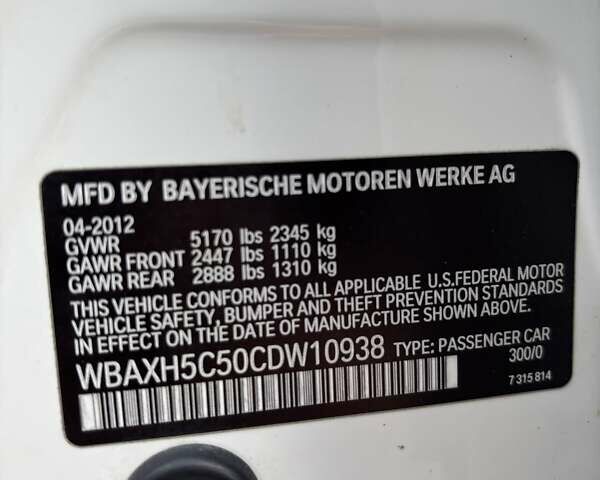 MFD BY BAYERISCHE MOTOREN WERKE AG
04-2012
GVWR 5170 lbs 2345 kg
GAWR FRONT 2447 lbs 1110 kg
GAWR REAR 2888 lbs 1310 kg
THIS VEHICLE CONFORMS TO ALL APPLICABLE U.S.FEDERAL MOTOR
VEHICLE SAFETY, BUMPER AND THEFT PREVENTION STANDARDS
IN EFFECT ON THE DATE OF MANUFACTURE SHOWN ABOVE.
WBAXH5C50CDW10938 TYPE: PASSENGER CAR
300/0
7 315 814